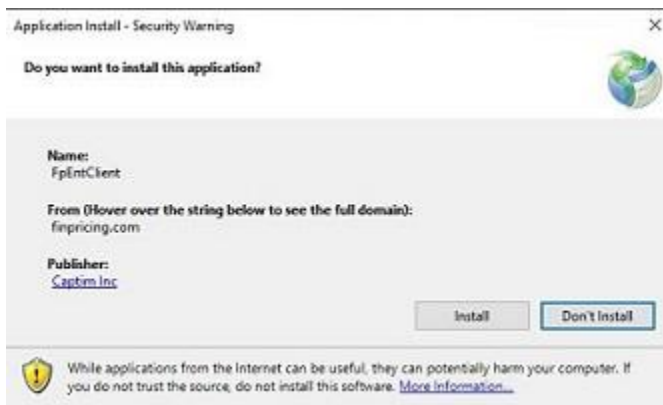 Application Install - Security Warning
Do you want to install this application?
Name:
FpEntClient
From (Hover over the string below to see the full domain):
finpricing.com
Publisher:
Captim Inc
Install
Don't Install
While applications from the Internet can be useful, they can potentially harm your computer. If
you do not trust the source, do not install this software. More Information...